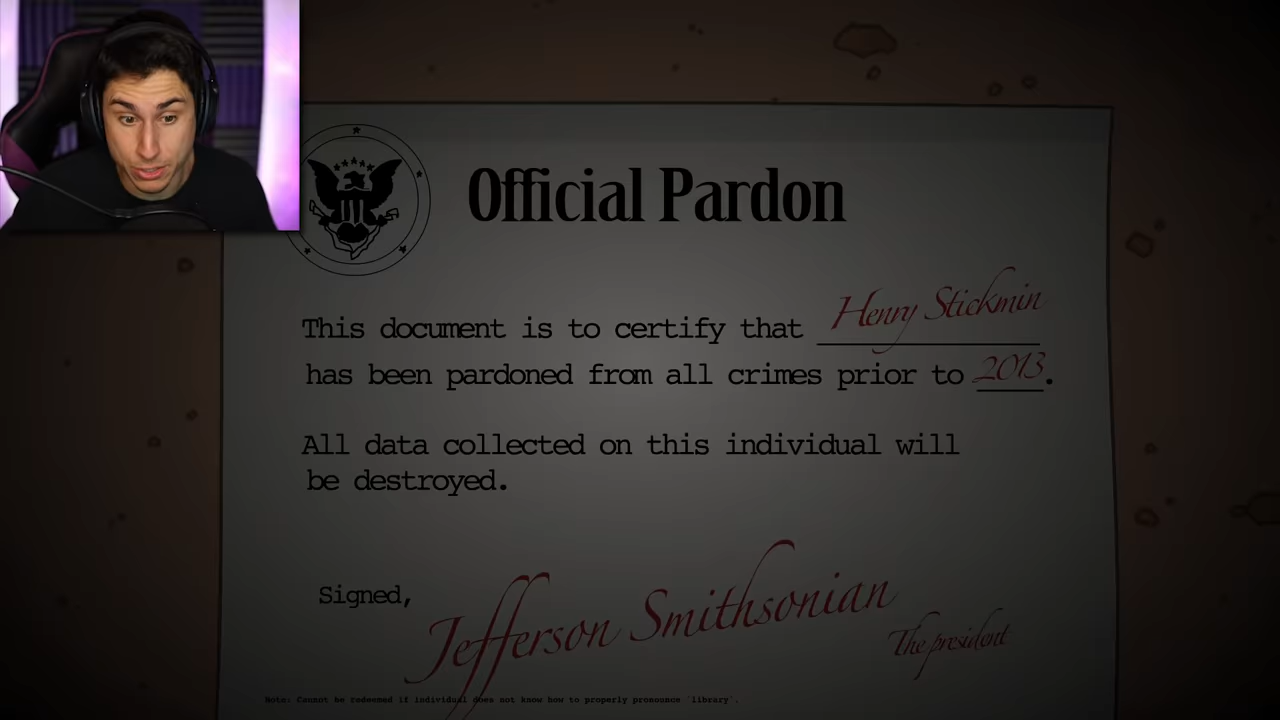 Official Pardon
This document is to certify that Henry Stickmin
has been pardoned from all crimes prior to 2013.
All data collected on this individual will
be destroyed.
Signed, Jefferson Smithsonian
The president
Note: Cannot be redeemed if individual does not know how to properly pronounce `library`.